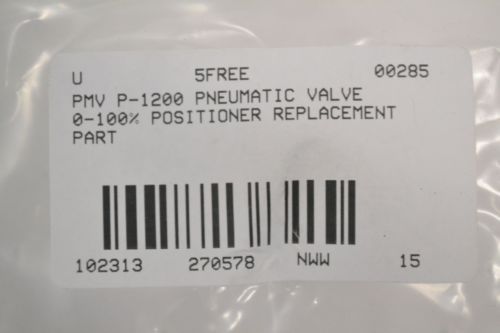 U 5FREE 00285
PMV P-1200 PNEUMATIC VALVE
0-100% POSITIONER REPLACEMENT
PART
102313 270578 NWW 15